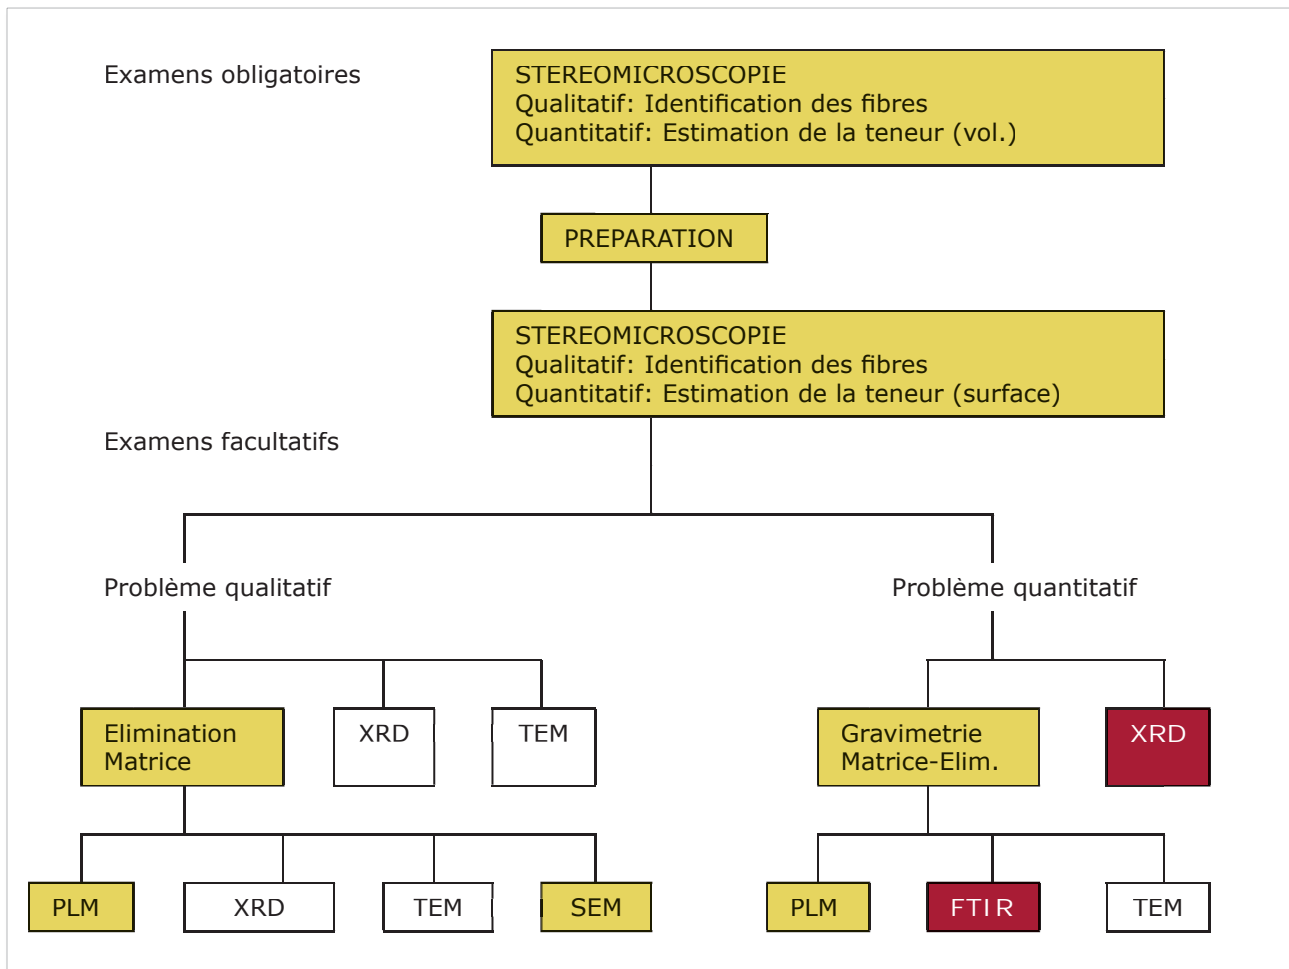 Examens obligatoires
STEREOMICROSCOPIE
Qualitatif: Identification des fibres
Quantitatif: Estimation de la teneur (vol.)
PREPARATION
STEREOMICROSCOPIE
Qualitatif: Identification des fibres
Quantitatif: Estimation de la teneur (surface)
Examens facultatifs
Problème qualitatif
Problème quantitatif
Elimination
Matrice
XRD
TEM
Gravimetrie
Matrice-Elim.
XRD
PLM
XRD
TEM
SEM
PLM
FTIR
TEM